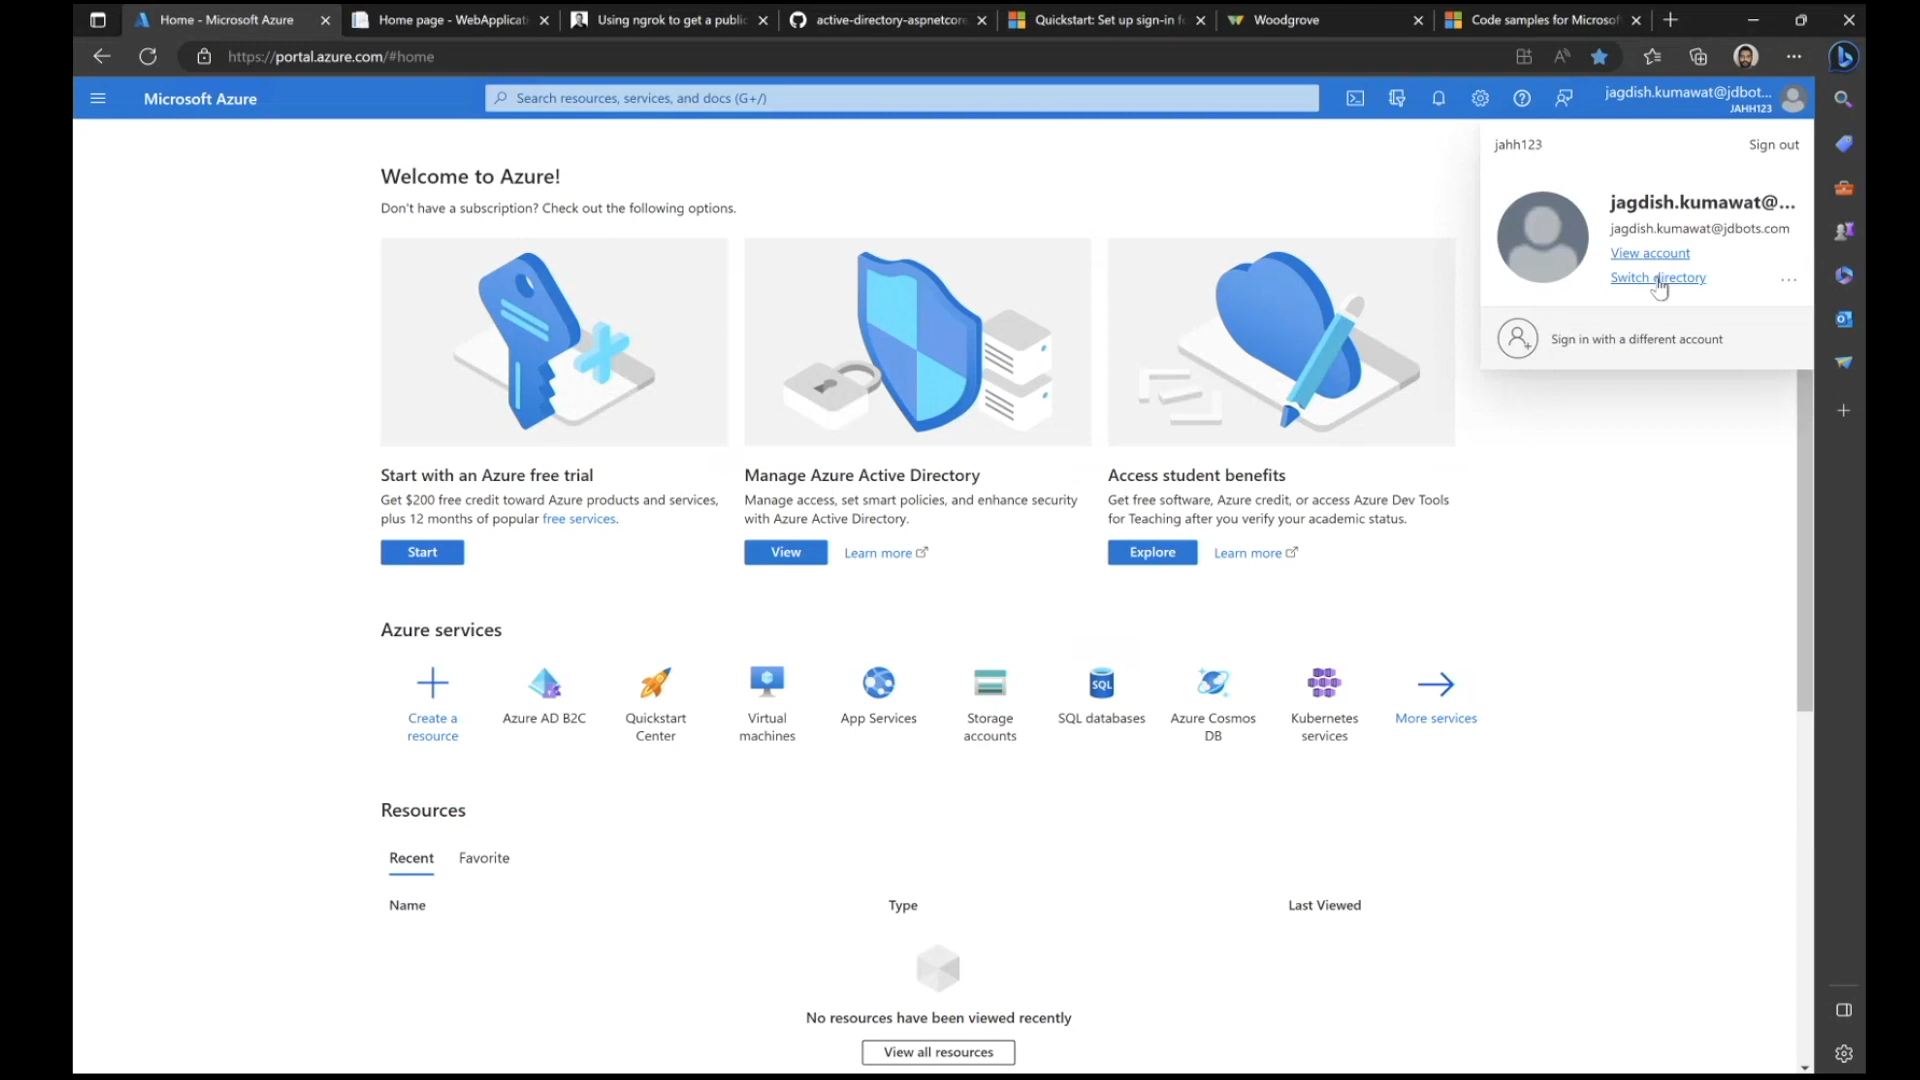 Home - Microsoft Azure
Home page - WebApplicati
Using ngrok to get a public
active-directory-aspnetcore
Quickstart: Set up sign-in f
Woodgrove
Code samples for Microsof
https://portal.azure.com/#home
Microsoft Azure
Search resources, services, and docs (G+/)
jagdish.kumawat@jdbot...
JAHH123
jahh123
Sign out
jagdish.kumawat@...
jagdish.kumawat@jdbots.com
View account
Switch directory
Sign in with a different account
Welcome to Azure!
Don't have a subscription? Check out the following options.
Start with an Azure free trial
Get $200 free credit toward Azure products and services,
plus 12 months of popular free services.
Start
Manage Azure Active Directory
Manage access, set smart policies, and enhance security
with Azure Active Directory.
View
Learn more
Access student benefits
Get free software, Azure credit, or access Azure Dev Tools
for Teaching after you verify your academic status.
Explore
Learn more
Azure services
Create a
resource
Azure AD B2C
Quickstart
Center
Virtual
machines
App Services
Storage
accounts
SQL
SQL databases
Azure Cosmos
DB
Kubernetes
services
More services
Resources
Recent
Favorite
Name
Type
Last Viewed
No resources have been viewed recently
View all resources